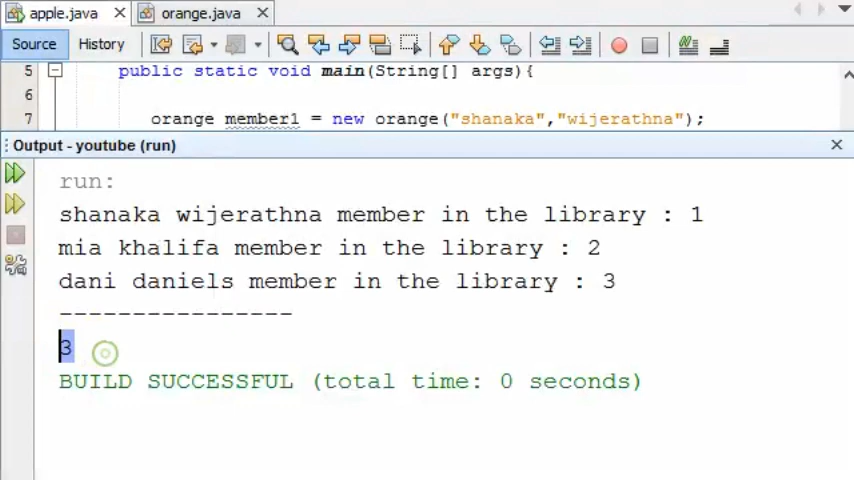 apple.java
orange.java
Source
History
5
public static void main(String[] args){
6
7
orange member1 = new orange("shanaka","wijerathna");
Output - youtube (run)
run:
shanaka wijerathna member in the library : 1
mia khalifa member in the library : 2
dani daniels member in the library : 3
----------------
3
BUILD SUCCESSFUL (total time: 0 seconds)